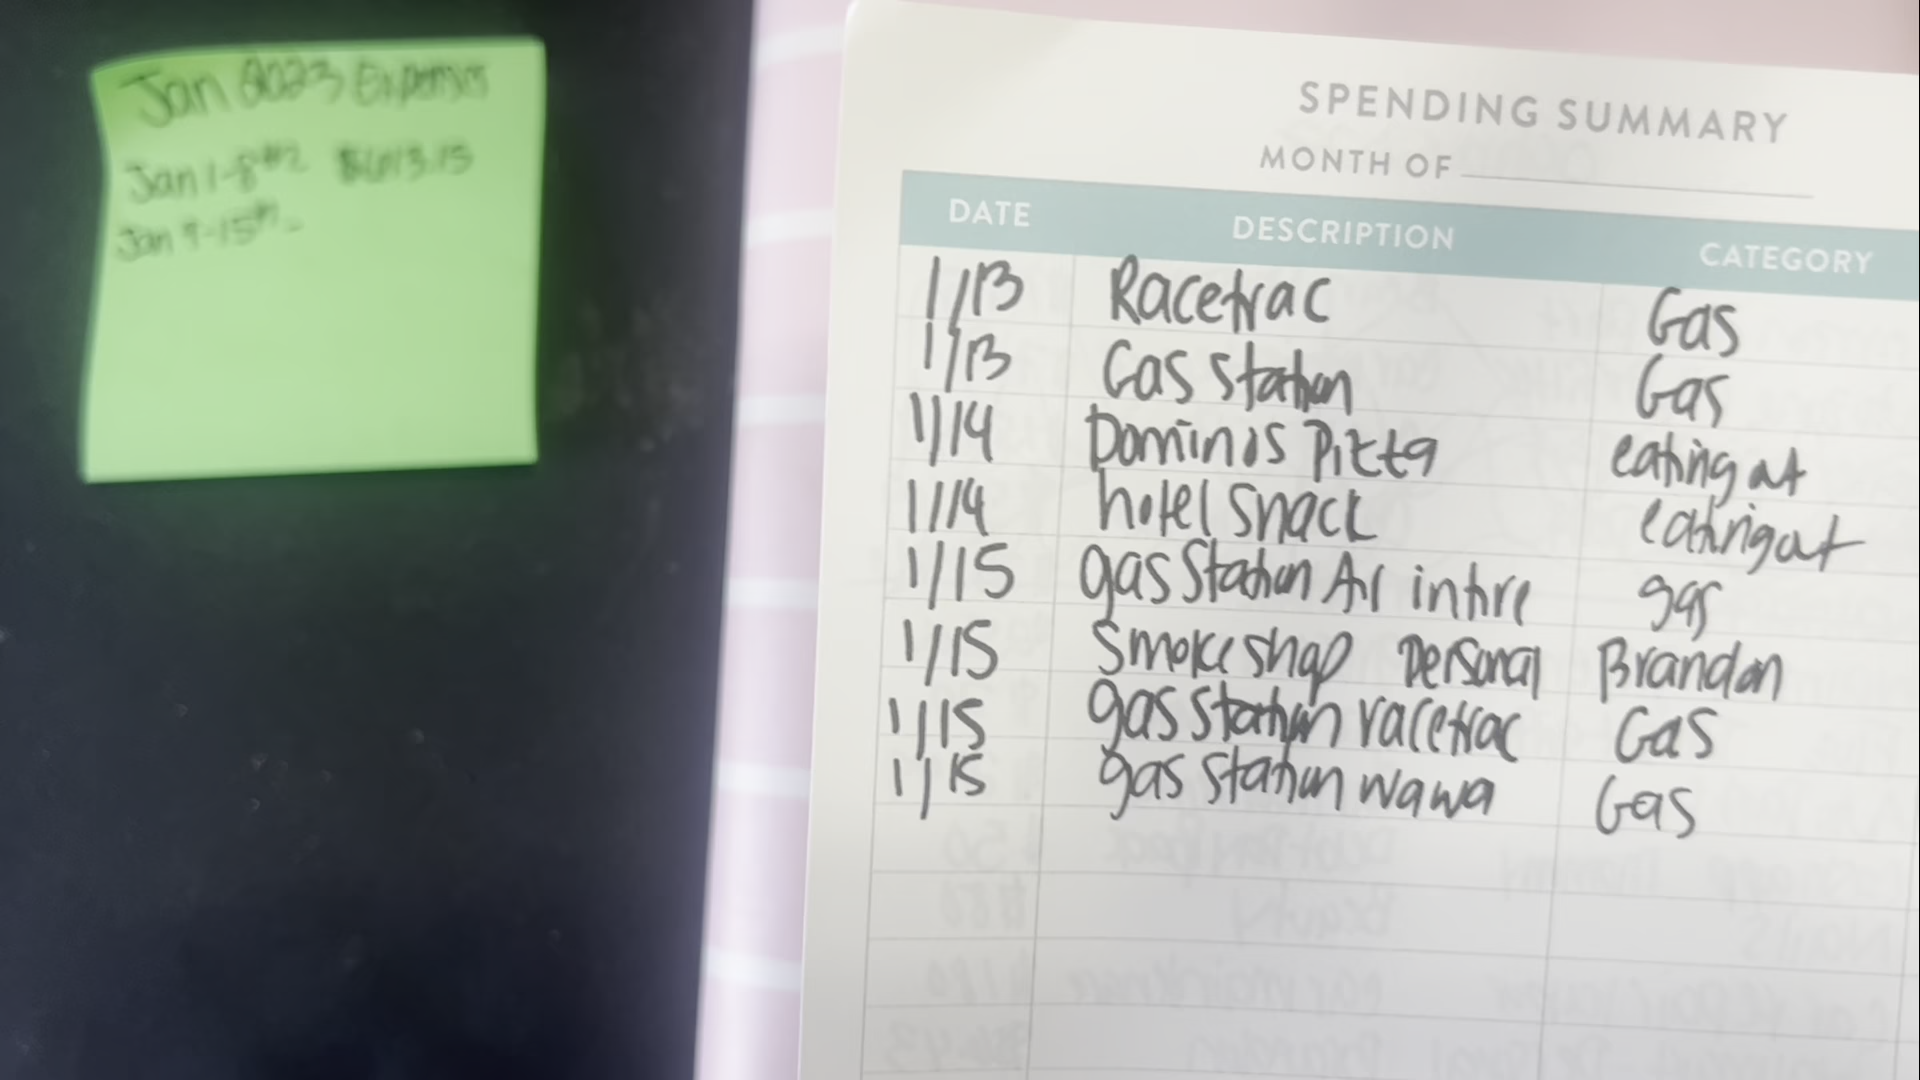 Jan 2023 Expenses
Jan 1-8th $613.15
Jan 9-15th -
SPENDING SUMMARY
MONTH OF
DATE DESCRIPTION CATEGORY
1/13 Racetrac Gas
1/13 Gas Station Gas
1/14 Dominos Pizza eating out
1/14 hotel snack eating out
1/15 gas Station Air in tire gas
1/15 Smoke shop Personal Brandon
1/15 gas station racetrac Gas
1/15 gas station wawa Gas